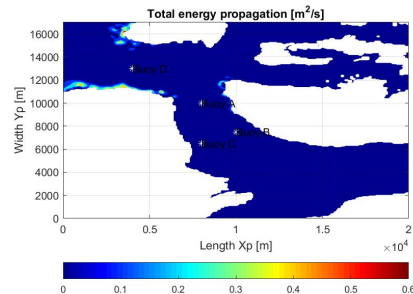 Total energy propagation [m²/s]
16000
14000
12000
10000
8000
6000
4000
2000
0
Width Yp [m]
Buoy D
Buoy A
Buoy B
Buoy C
0 0.5 1 1.5 2
Length Xp [m]
×10⁴
0 0.1 0.2 0.3 0.4 0.5 0.6